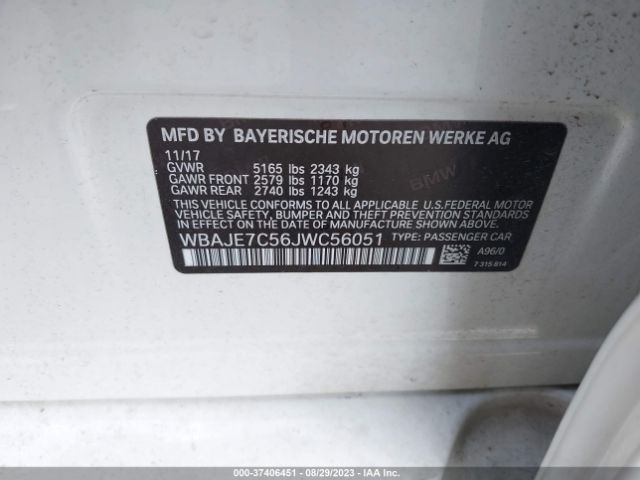 MFD BY BAYERISCHE MOTOREN WERKE AG
11/17
GVWR 5165 lbs 2343 kg
GAWR FRONT 2579 lbs 1170 kg
GAWR REAR 2740 lbs 1243 kg
BMW
THIS VEHICLE CONFORMS TO ALL APPLICABLE U.S.FEDERAL MOTOR
VEHICLE SAFETY, BUMPER AND THEFT PREVENTION STANDARDS IN
EFFECT ON THE DATE OF MANUFACTURE SHOWN ABOVE.
WBAJE7C56JWC56051 TYPE: PASSENGER CAR
A96/0
7 315 814
000-37406451 - 08/29/2023 - IAA Inc.